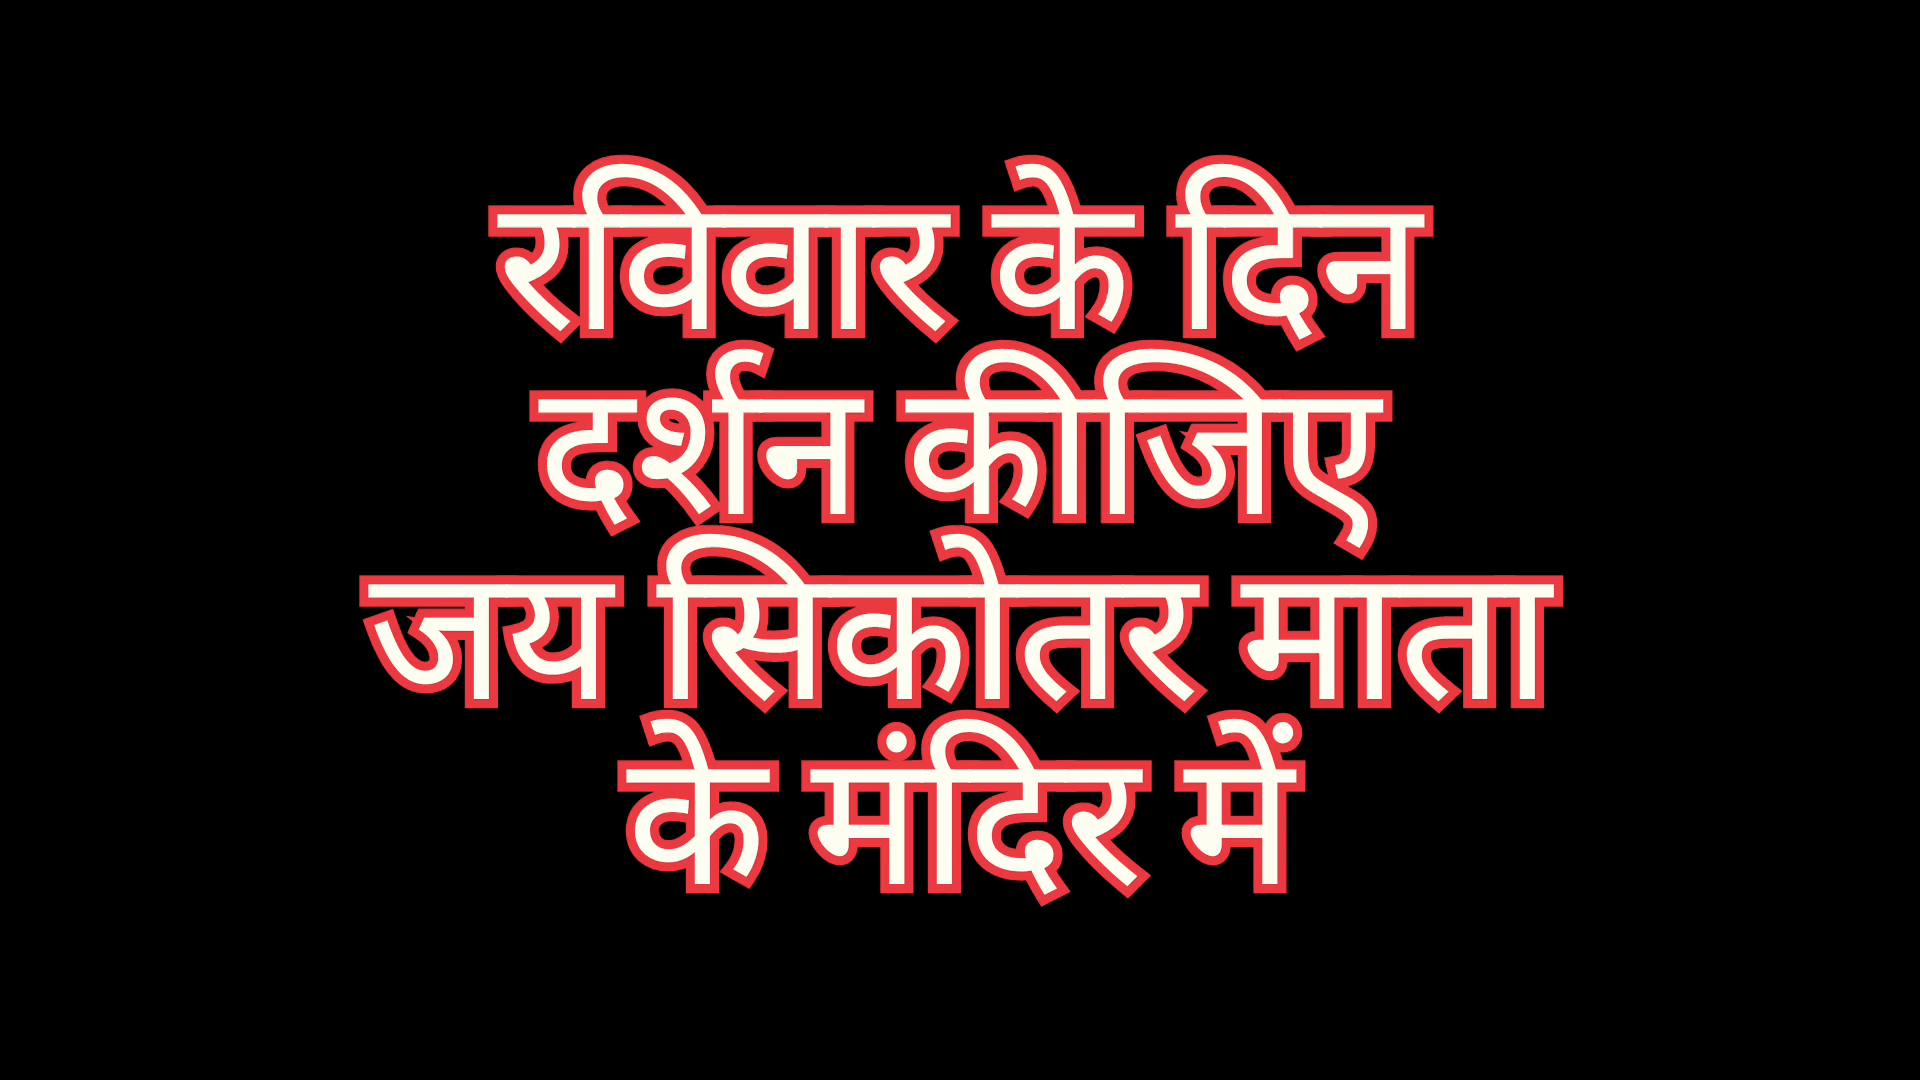 रविवार के दिन
दर्शन कीजिए
जय सिकोतर माता
के मंदिर में